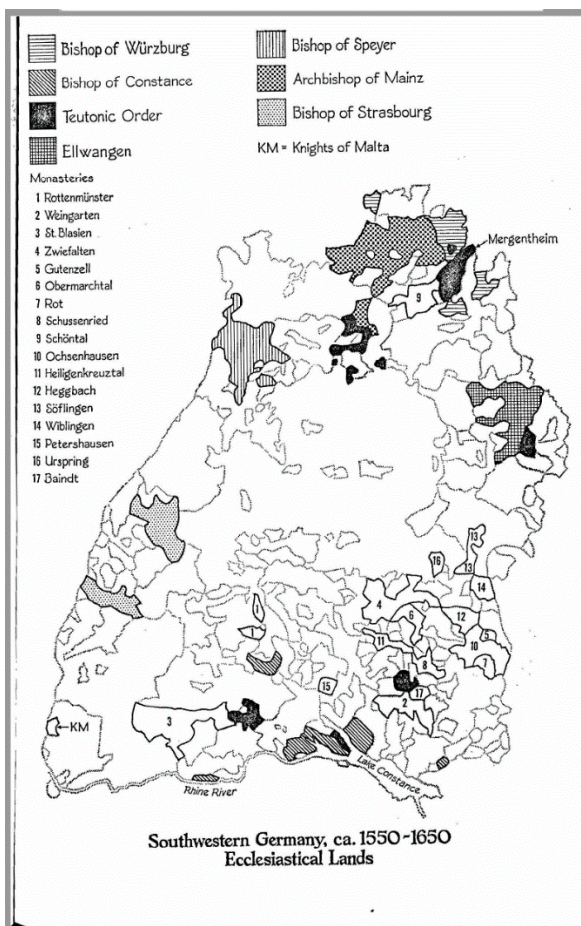 Bishop of Würzburg
Bishop of Constance
Teutonic Order
Ellwangen
Bishop of Speyer
Archbishop of Mainz
Bishop of Strasbourg
KM = Knights of Malta
Monasteries
1 Rottenmünster
2 Weingarten
3 St. Blasien
4 Zwiefalten
5 Gutenzell
6 Obermarchtal
7 Rot
8 Schussenried
9 Schöntal
10 Ochsenhausen
11 Heiligenkreuztal
12 Heggbach
13 Söflingen
14 Wiblingen
15 Petershausen
16 Urspring
17 Baindt
Mergentheim
9
13
16
13
14
1
4
12
6
5
1
11
10
8
7
15
17
2
3
KM
Lake Constance
Rhine River
Southwestern Germany, ca. 1550-1650
Ecclesiastical Lands